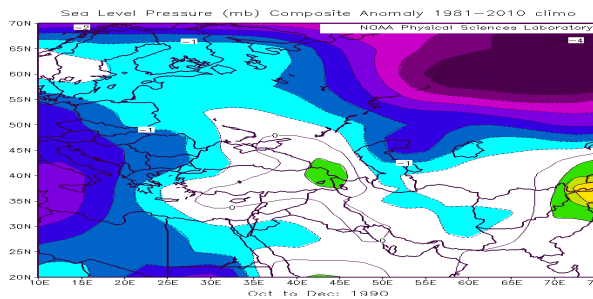 Sea Level Pressure (mb) Composite Anomaly 1981-2010 climo
NOAA Physical Sciences Laboratory
70N
65N
60N
55N
50N
45N
40N
35N
30N
25N
20N
-2
-1
-4
-1
0
-1
0
0
10E 15E 20E 25E 30E 35E 40E 45E 50E 55E 60E 65E 70E
Oct to Dec: 1990